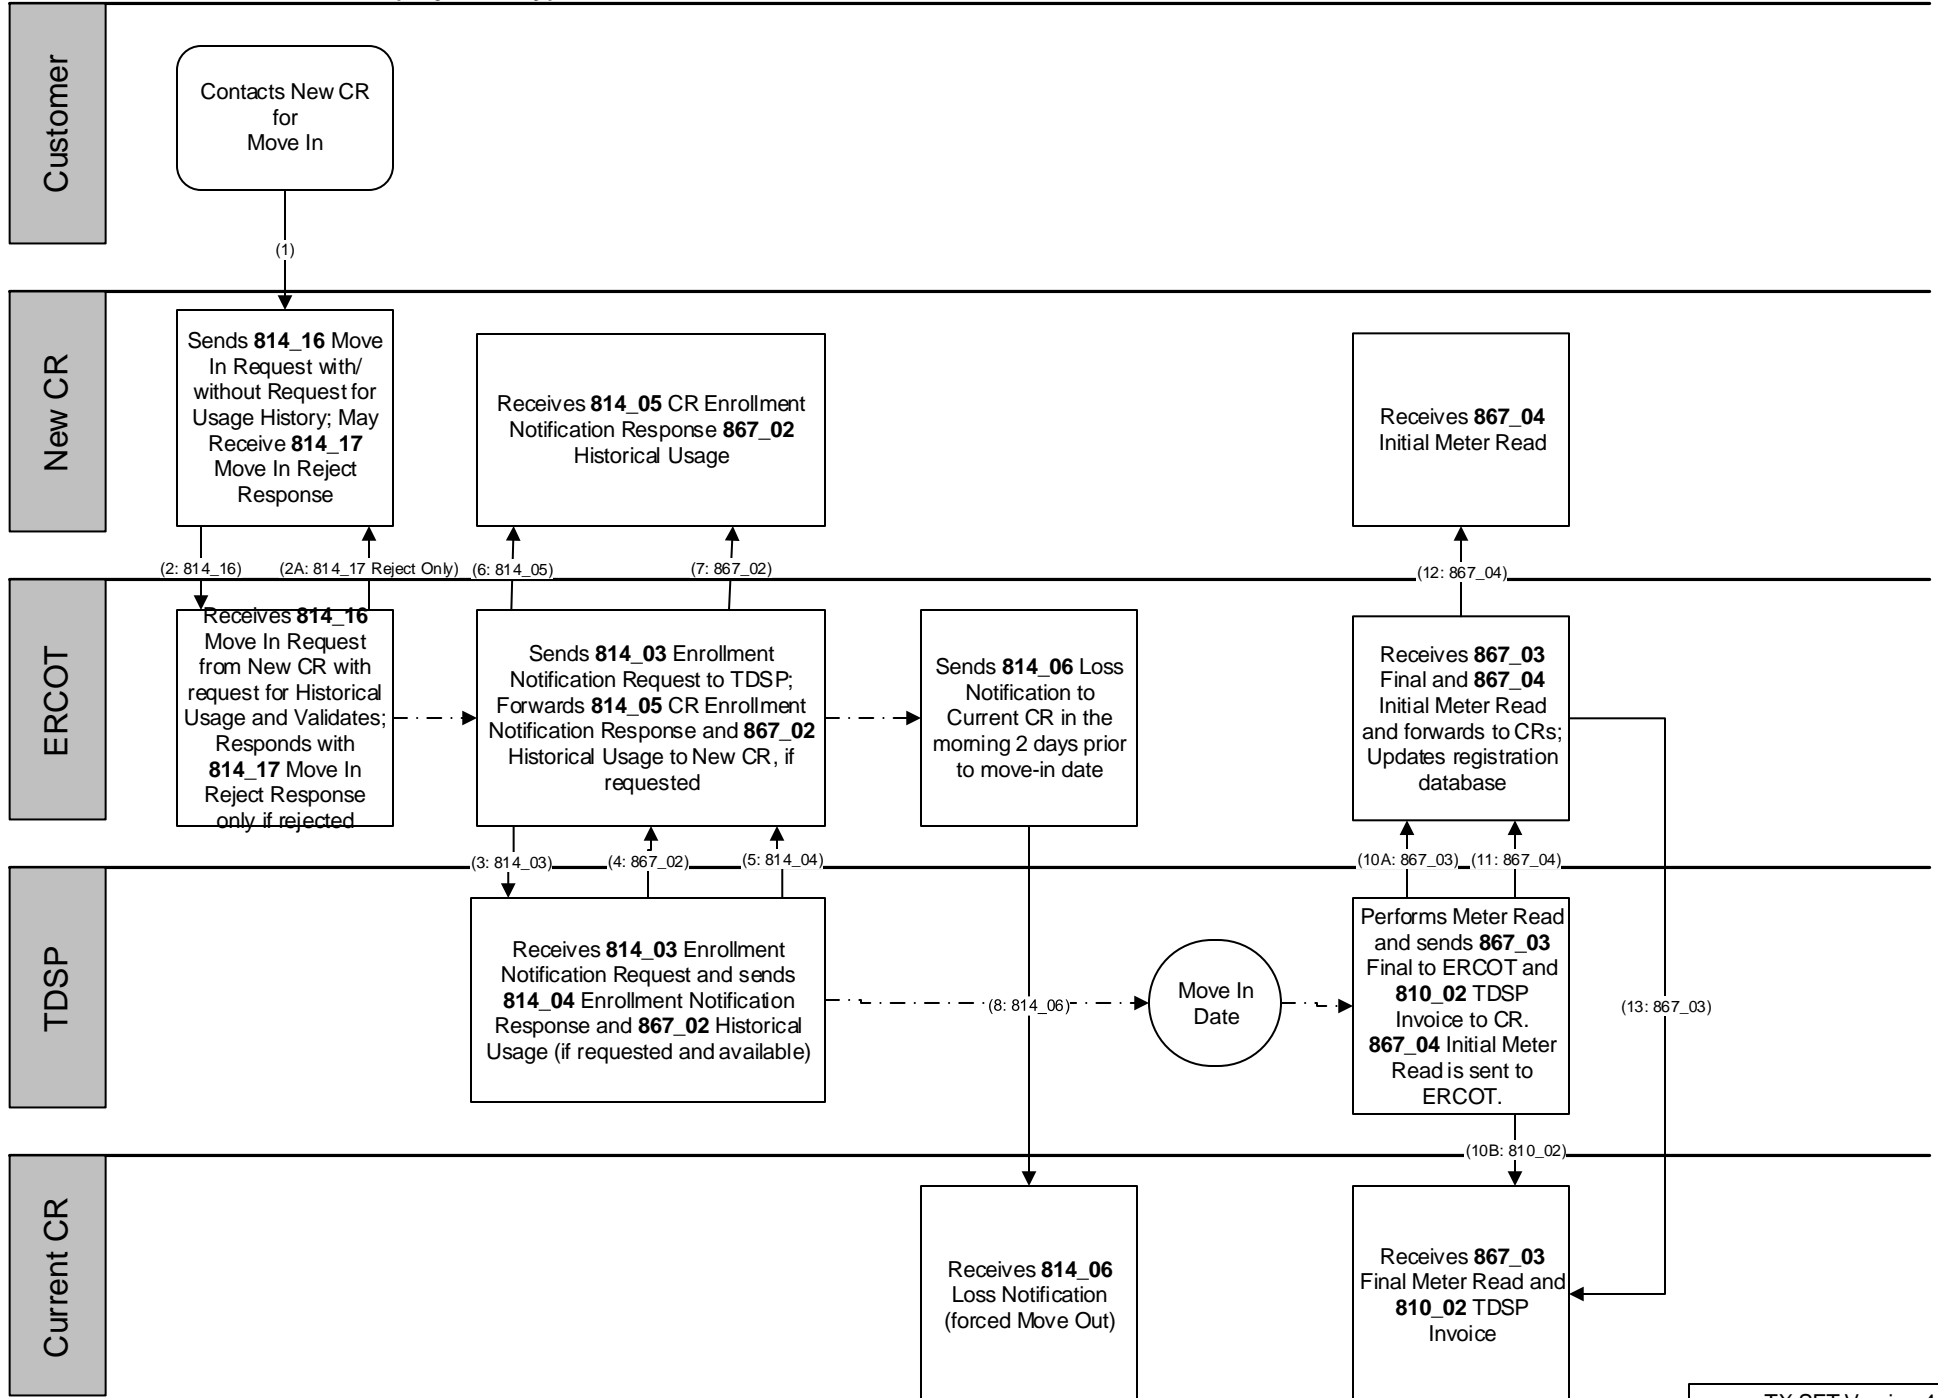 Customer
Contacts New CR
for
Move In
(1)
New CR
Sends 814_16 Move
In Request with/
without Request for
Usage History; May
Receive 814_17
Move In Reject
Response
Receives 814_05 CR Enrollment
Notification Response 867_02
Historical Usage
Receives 867_04
Initial Meter Read
(2: 814_16)
(2A: 814_17 Reject Only)
(6: 814_05)
(7: 867_02)
(12: 867_04)
ERCOT
Receives 814_16
Move In Request
from New CR with
request for Historical
Usage and Validates;
Responds with
814_17 Move In
Reject Response
only if rejected
Sends 814_03 Enrollment
Notification Request to TDSP;
Forwards 814_05 CR Enrollment
Notification Response and 867_02
Historical Usage to New CR, if
requested
Sends 814_06 Loss
Notification to
Current CR in the
morning 2 days prior
to move-in date
Receives 867_03
Final and 867_04
Initial Meter Read
and forwards to CRs;
Updates registration
database
(3: 814_03)
(4: 867_02)
(5: 814_04)
(10A: 867_03)
(11: 867_04)
TDSP
Receives 814_03 Enrollment
Notification Request and sends
814_04 Enrollment Notification
Response and 867_02 Historical
Usage (if requested and available)
(8: 814_06)
Move In
Date
Performs Meter Read
and sends 867_03
Final to ERCOT and
810_02 TDSP
Invoice to CR.
867_04 Initial Meter
Read is sent to
ERCOT.
(13: 867_03)
(10B: 810_02)
Current CR
Receives 814_06
Loss Notification
(forced Move Out)
Receives 867_03
Final Meter Read and
810_02 TDSP
Invoice